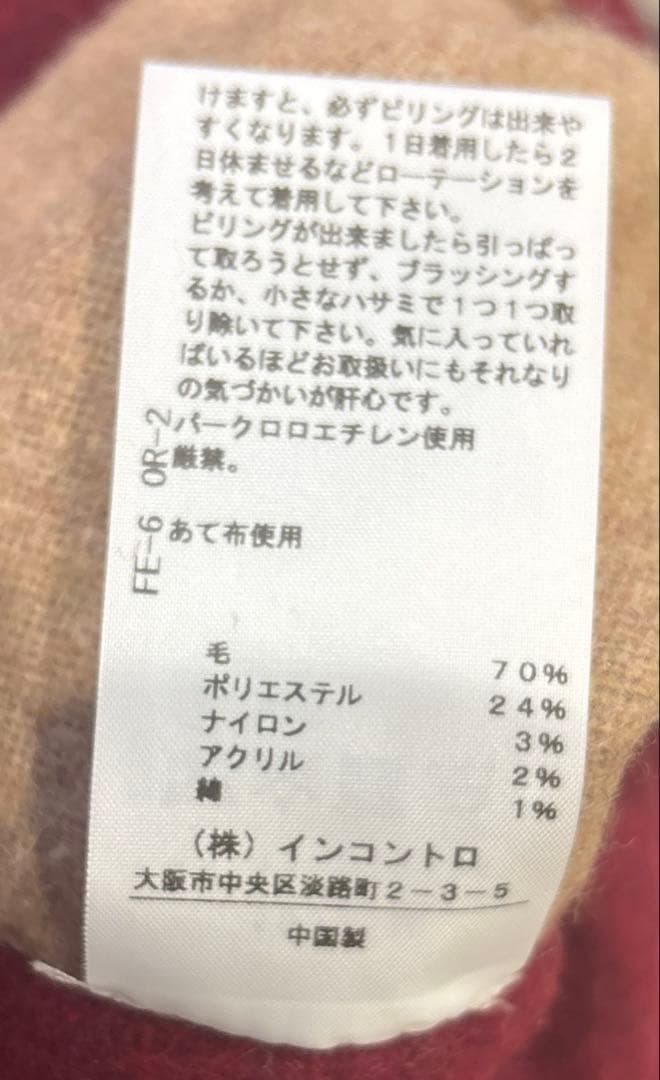 けますと、必ずピリングは出来や
すくなります。1日着用したら2
日休ませるなどローテーションを
考えて着用して下さい。
ピリングが出来ましたら引っぱっ
て取ろうとせず、ブラッシングす
るか、小さなハサミで1つ1つ取
り除いて下さい。気に入っていれ
ばいるほどお取扱いにもそれなり
の気づかいが肝心です。
パークロロエチレン使用
厳禁。
あて布使用
FE-6 OR-2
毛 70%
ポリエステル 24%
ナイロン 3%
アクリル 2%
綿 1%
(株)インコントロ
大阪市中央区淡路町2-3-5
中国製